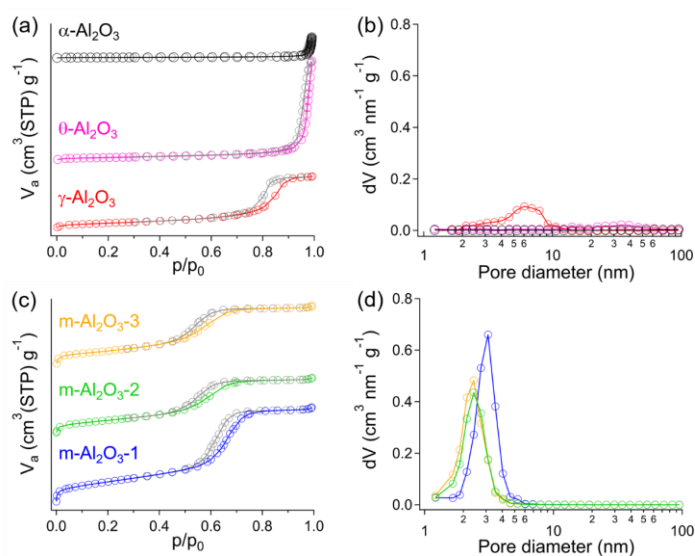 (a)
α-Al₂O₃
θ-Al₂O₃
γ-Al₂O₃
Vₐ (cm³(STP) g⁻¹)
0.0 0.2 0.4 0.6 0.8 1.0
p/p₀
(b)
0.8
0.6
0.4
0.2
0.0
dV (cm³ nm⁻¹ g⁻¹)
1 2 3 4 5 6 10 2 3 4 5 6 100
Pore diameter (nm)
(c)
m-Al₂O₃-3
m-Al₂O₃-2
m-Al₂O₃-1
Vₐ (cm³(STP) g⁻¹)
0.0 0.2 0.4 0.6 0.8 1.0
p/p₀
(d)
0.8
0.6
0.4
0.2
0.0
dV (cm³ nm⁻¹ g⁻¹)
1 2 3 4 5 6 10 2 3 4 5 6 100
Pore diameter (nm)